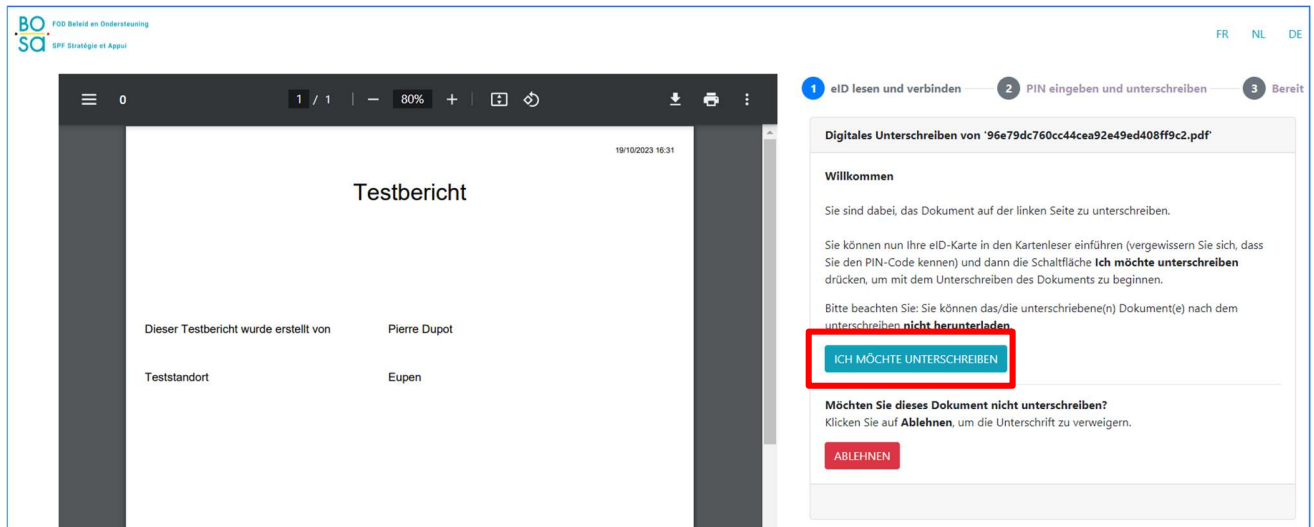 BOSA
FOD Beleid en Ondersteuning
SPF Stratégie et Appui
FR NL DE
0 1 / 1 80%
19/10/2023 16:31
Testbericht
Dieser Testbericht wurde erstellt von Pierre Dupot
Teststandort Eupen
1 eID lesen und verbinden 2 PIN eingeben und unterschreiben 3 Bereit
Digitales Unterschreiben von '96e79dc760cc44cea92e49ed408ff9c2.pdf'
Willkommen
Sie sind dabei, das Dokument auf der linken Seite zu unterschreiben.
Sie können nun Ihre eID-Karte in den Kartenleser einführen (vergewissern Sie sich, dass
Sie den PIN-Code kennen) und dann die Schaltfläche Ich möchte unterschreiben
drücken, um mit dem Unterschreiben des Dokuments zu beginnen.
Bitte beachten Sie: Sie können das/die unterschriebene(n) Dokument(e) nach dem
unterschreiben nicht herunterladen
ICH MÖCHTE UNTERSCHREIBEN
Möchten Sie dieses Dokument nicht unterschreiben?
Klicken Sie auf Ablehnen, um die Unterschrift zu verweigern.
ABLEHNEN